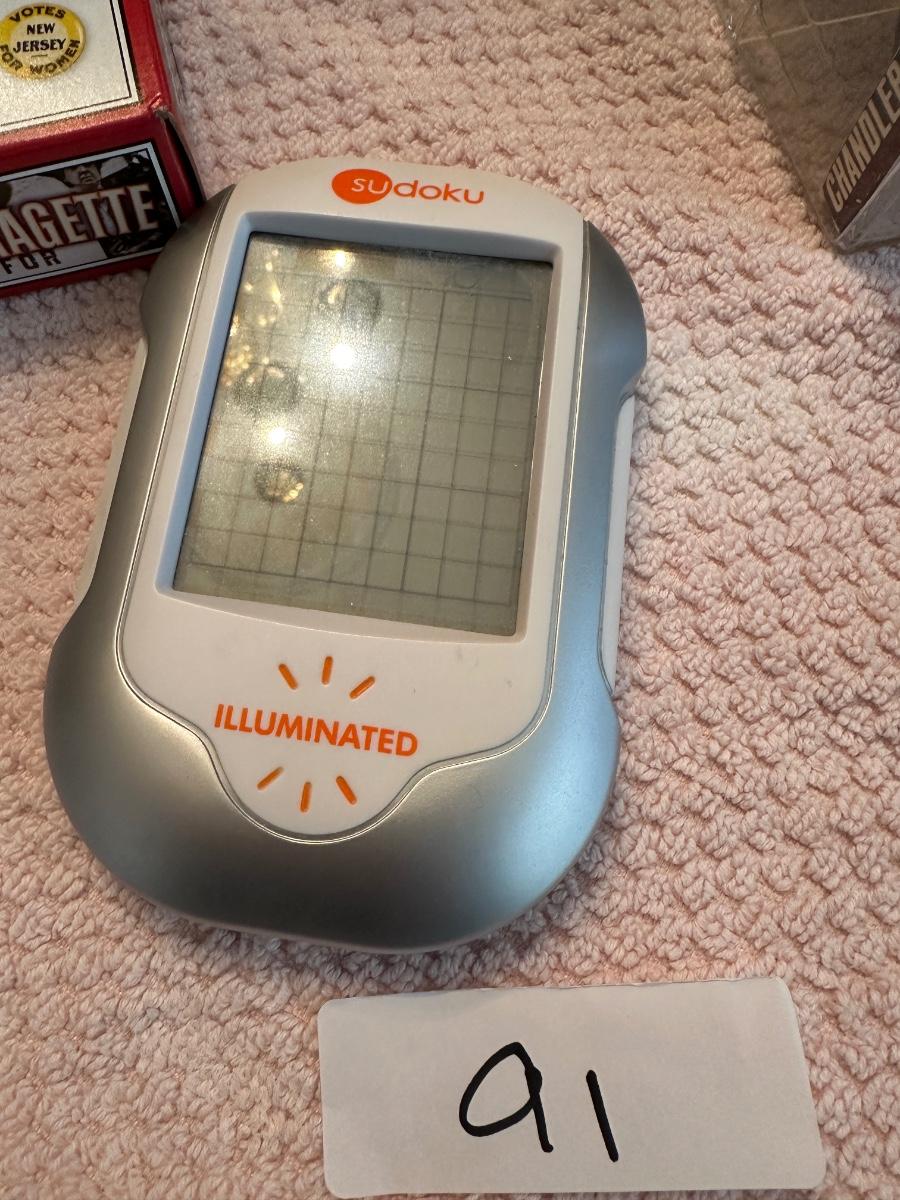 VOTES
NEW
JERSEY
FOR WOMEN
AGETTE
FOR
CHANDLER
sudoku
ILLUMINATED
91